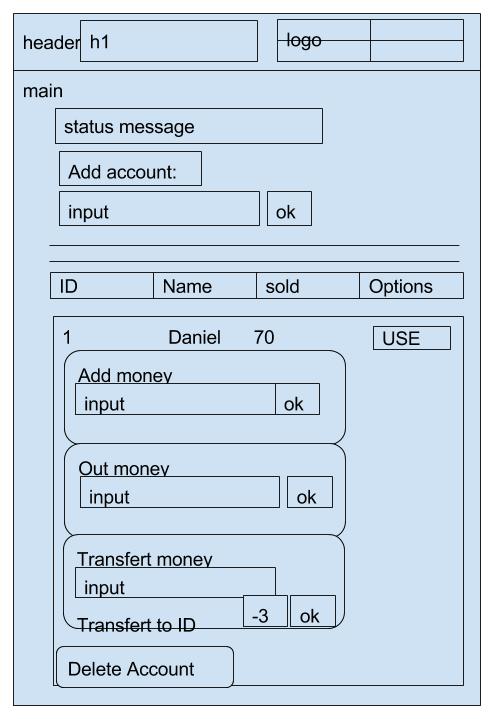 header h1 logo
main
status message
Add account:
input ok
ID Name sold Options
1 Daniel 70 USE
Add money
input ok
Out money
input ok
Transfert money
input
Transfert to ID -3 ok
Delete Account